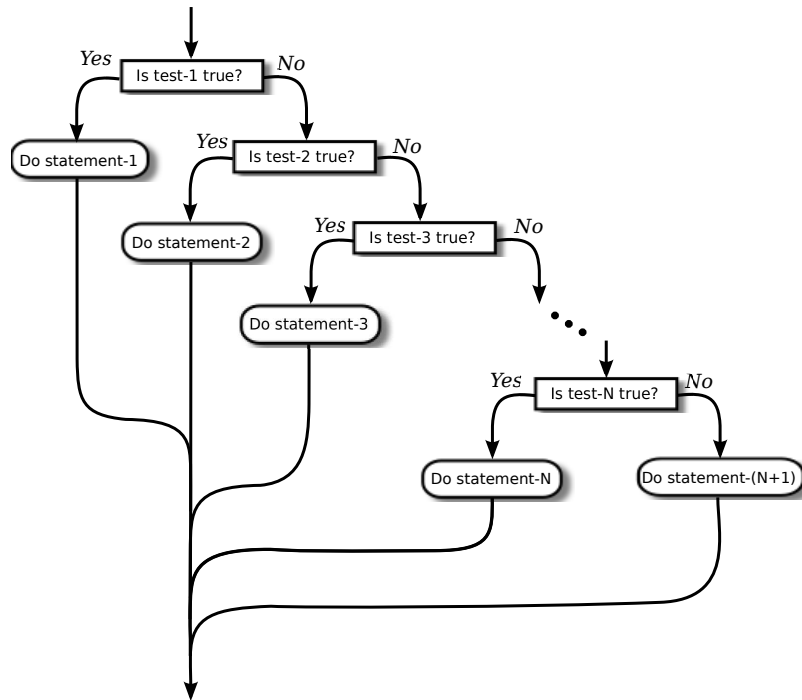 Yes
No
Is test-1 true?
Do statement-1
Yes
No
Is test-2 true?
Do statement-2
Yes
No
Is test-3 true?
Do statement-3
Yes
No
Is test-N true?
Do statement-N
Do statement-(N+1)